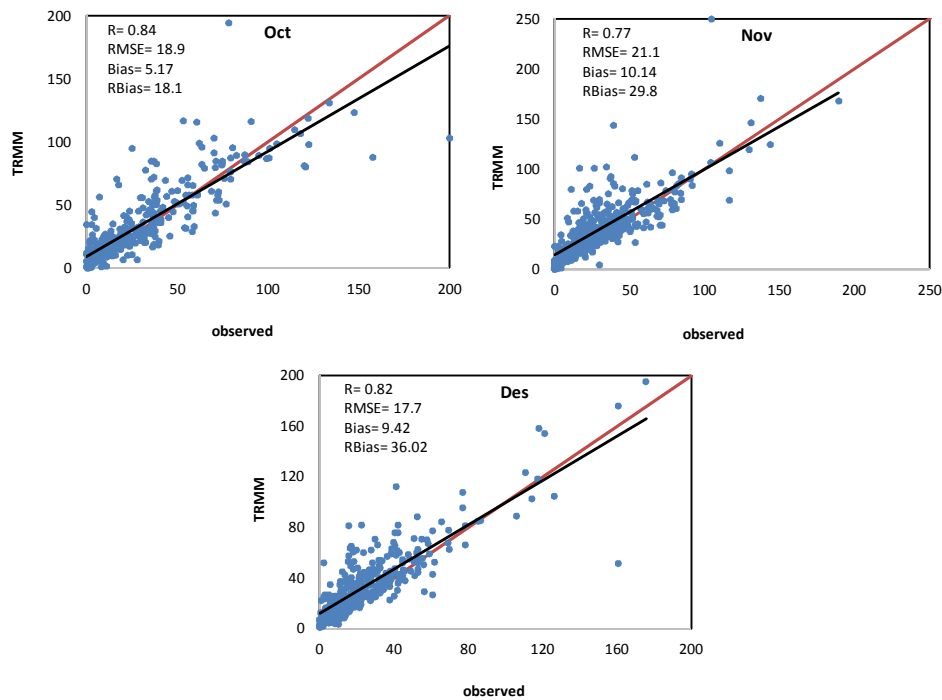 Oct
R= 0.84
RMSE= 18.9
Bias= 5.17
RBias= 18.1
TRMM
200
150
100
50
0
0 50 100 150 200
observed
Nov
R= 0.77
RMSE= 21.1
Bias= 10.14
RBias= 29.8
TRMM
250
200
150
100
50
0
0 50 100 150 200 250
observed
Des
R= 0.82
RMSE= 17.7
Bias= 9.42
RBias= 36.02
TRMM
200
160
120
80
40
0
0 40 80 120 160 200
observed